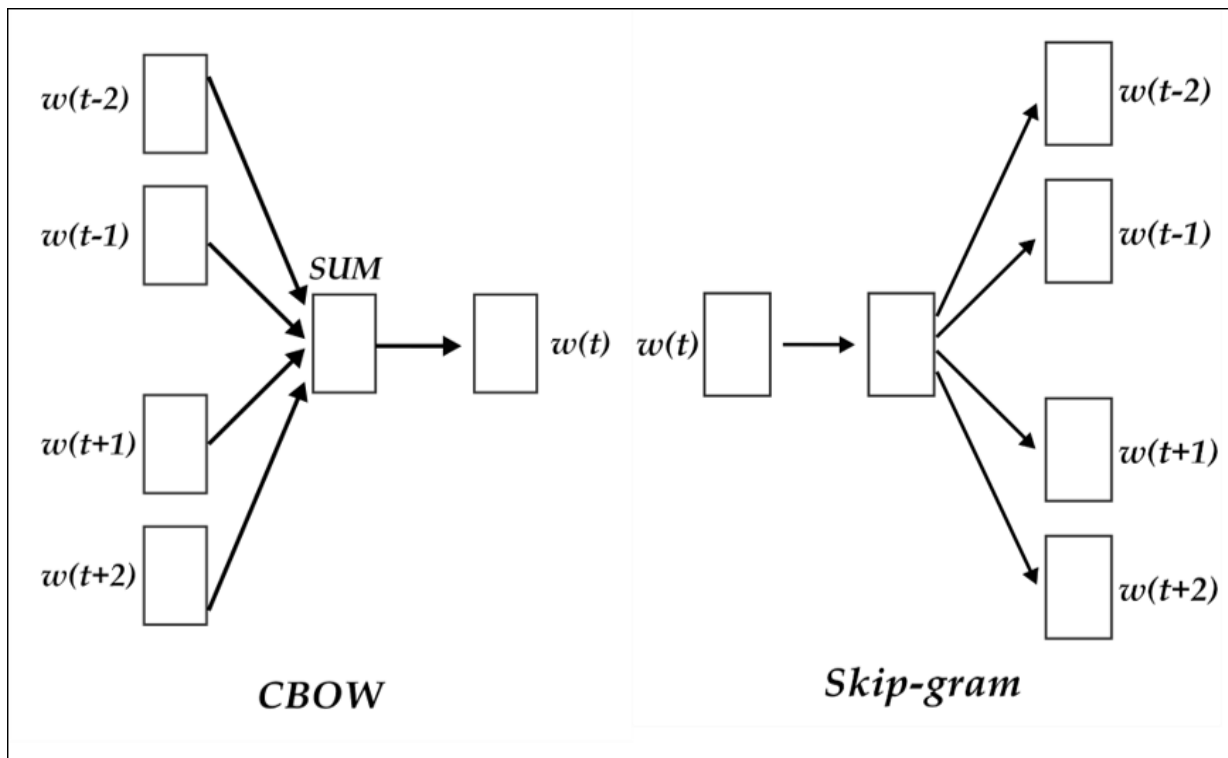 w(t-2)
w(t-1)
SUM
w(t)
w(t+1)
w(t+2)
CBOW
w(t-2)
w(t-1)
w(t)
w(t+1)
w(t+2)
Skip-gram